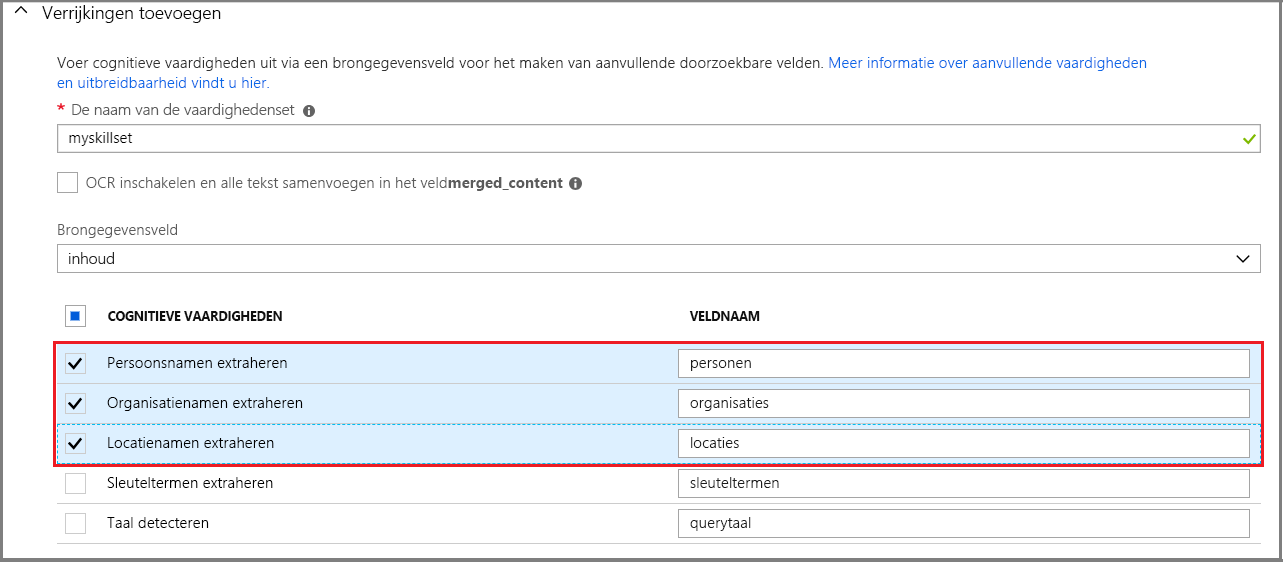 Verrijkingen toevoegen
Voer cognitieve vaardigheden uit via een brongegevensveld voor het maken van aanvullende doorzoekbare velden. Meer informatie over aanvullende vaardigheden
en uitbreidbaarheid vindt u hier.
* De naam van de vaardighedenset
myskillset
OCR inschakelen en alle tekst samenvoegen in het veldmerged_content
Brongegevensveld
inhoud
COGNITIEVE VAARDIGHEDEN VELDNAAM
Persoonsnamen extraheren personen
Organisatienamen extraheren organisaties
Locatienamen extraheren locaties
Sleuteltermen extraheren sleuteltermen
Taal detecteren querytaal